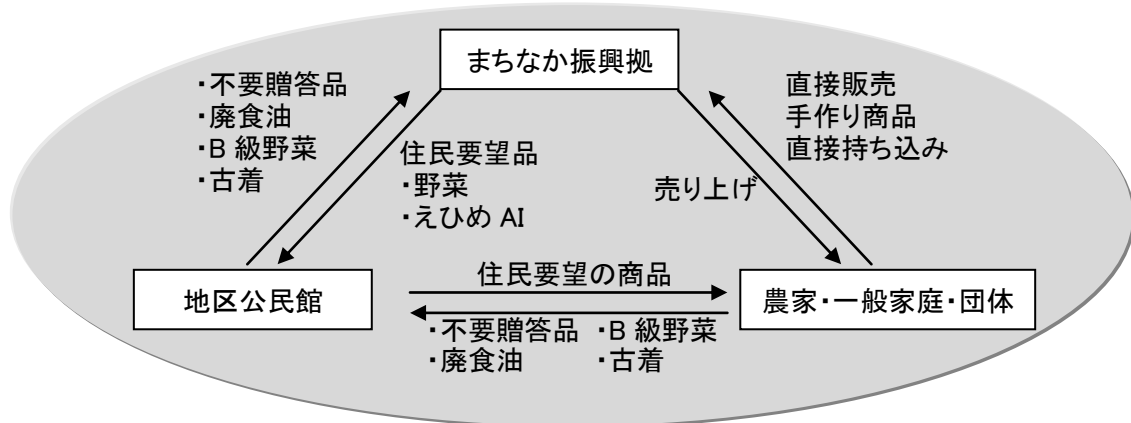 まちなか振興拠
・不要贈答品
・廃食油
・B 級野菜
・古着
住民要望品
・野菜
・えひめ AI
直接販売
手作り商品
直接持ち込み
売り上げ
地区公民館
住民要望の商品
農家・一般家庭・団体
・不要贈答品 ・B 級野菜
・廃食油 ・古着